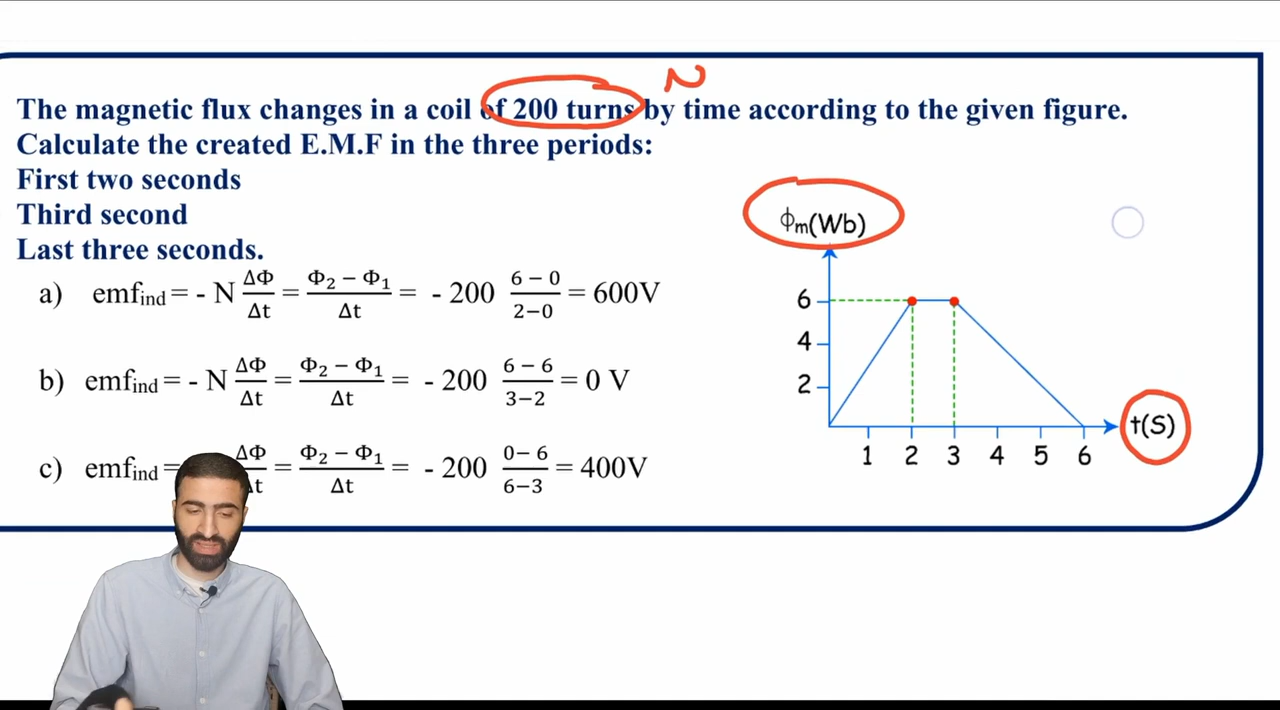 N
The magnetic flux changes in a coil of 200 turns by time according to the given figure.
Calculate the created E.M.F in the three periods:
First two seconds
Third second
Last three seconds.
a) emf_ind = - N ΔΦ/Δt = (Φ₂ − Φ₁)/Δt = - 200 (6 − 0)/(2−0) = 600V
b) emf_ind = - N ΔΦ/Δt = (Φ₂ − Φ₁)/Δt = - 200 (6 − 6)/(3−2) = 0 V
c) emf_ind = ΔΦ/Δt = (Φ₂ − Φ₁)/Δt = - 200 (0− 6)/(6−3) = 400V
ϕm(Wb)
6
4
2
1 2 3 4 5 6
t(S)